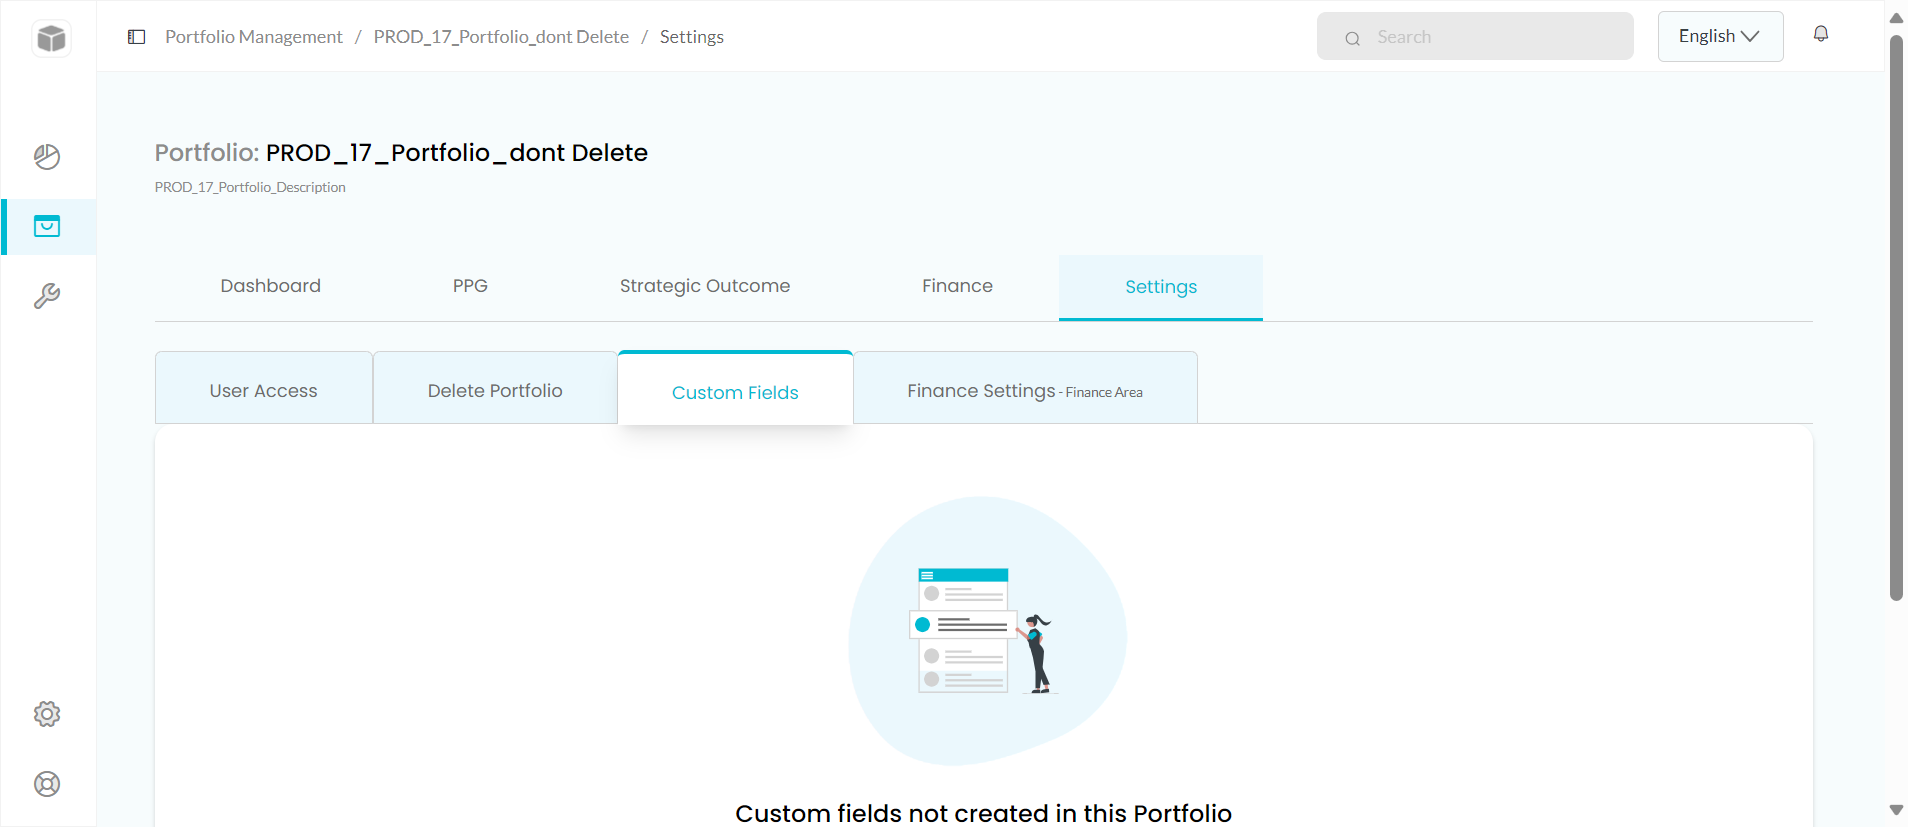 Portfolio Management / PROD_17_Portfolio_dont Delete / Settings
Search
English
Portfolio: PROD_17_Portfolio_dont Delete
PROD_17_Portfolio_Description
Dashboard PPG Strategic Outcome Finance Settings
User Access Delete Portfolio Custom Fields Finance Settings - Finance Area
Custom fields not created in this Portfolio